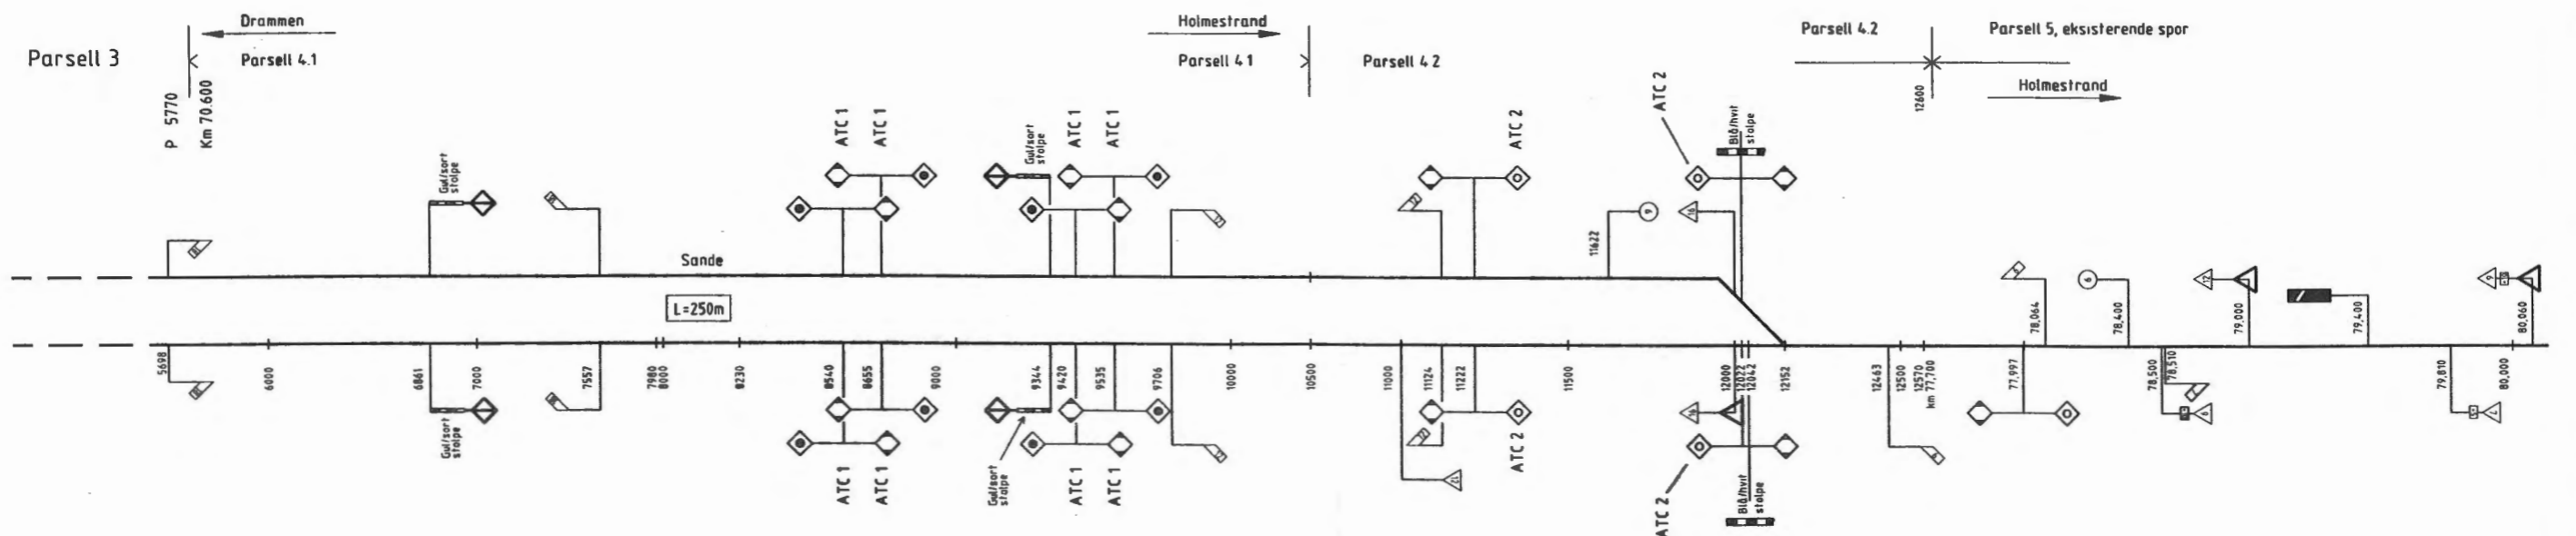 Parsell 3
Drammen
Parsell 4.1
P 5770
Km 70.600
Holmestrand
Parsell 4 1
Parsell 4 2
Parsell 4.2
Parsell 5, eksisterende spor
12600
Holmestrand
Gul/sort
stolpe
ATC 1
ATC 1
Gul/sort
stolpe
ATC 1
ATC 1
ATC 2
ATC 2
Blå/hvit
stolpe
11622
9
16
Sande
L=250m
6
12
78,064
78,400
79,000
79,400
80,060
5698
6000
6861
7000
7557
7980
8000
8230
8540
8655
9000
9344
9420
9535
9706
10000
10500
11000
11124
11222
11500
12000
12022
12042
12152
12463
12500
12570
km 77,700
77,997
78,500
78,510
79,810
80,000
Gul/sort
stolpe
ATC 1
ATC 1
Gul/sort
stolpe
ATC 1
ATC 1
12
ATC 2
16
ATC 2
Blå/hvit
stolpe